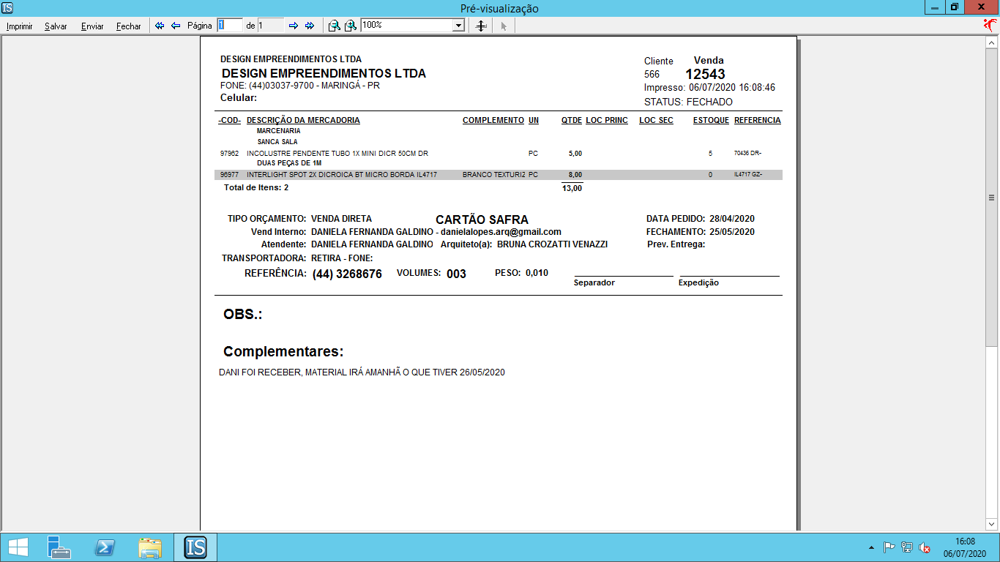 Pré-visualização
Imprimir Salvar Enviar Fechar Página 1 de 1 100%
DESIGN EMPREENDIMENTOS LTDA
DESIGN EMPREENDIMENTOS LTDA
FONE: (44)03037-9700 - MARINGÁ - PR
Celular:
Cliente Venda
566 12543
Impresso: 06/07/2020 16:08:46
STATUS: FECHADO
-COD- DESCRIÇÃO DA MERCADORIA COMPLEMENTO UN QTDE LOC PRINC LOC SEC ESTOQUE REFERENCIA
MARCENARIA
SANCA SALA
97962 INCOLUSTRE PENDENTE TUBO 1X MINI DICR 50CM DR PC 5,00 5 70436 DR-
DUAS PEÇAS DE 1M
96977 INTERLIGHT SPOT 2X DICROICA BT MICRO BORDA IL4717 BRANCO TEXTURIZ PC 8,00 0 IL4717 GZ-
Total de Itens: 2 13,00
TIPO ORÇAMENTO: VENDA DIRETA CARTÃO SAFRA DATA PEDIDO: 28/04/2020
Vend Interno: DANIELA FERNANDA GALDINO - danielalopes.arq@gmail.com FECHAMENTO: 25/05/2020
Atendente: DANIELA FERNANDA GALDINO Arquiteto(a): BRUNA CROZATTI VENAZZI Prev. Entrega:
TRANSPORTADORA: RETIRA - FONE:
REFERÊNCIA: (44) 3268676 VOLUMES: 003 PESO: 0,010
Separador Expedição
OBS.:
Complementares:
DANI FOI RECEBER, MATERIAL IRÁ AMANHÃ O QUE TIVER 26/05/2020
IS
16:08
06/07/2020